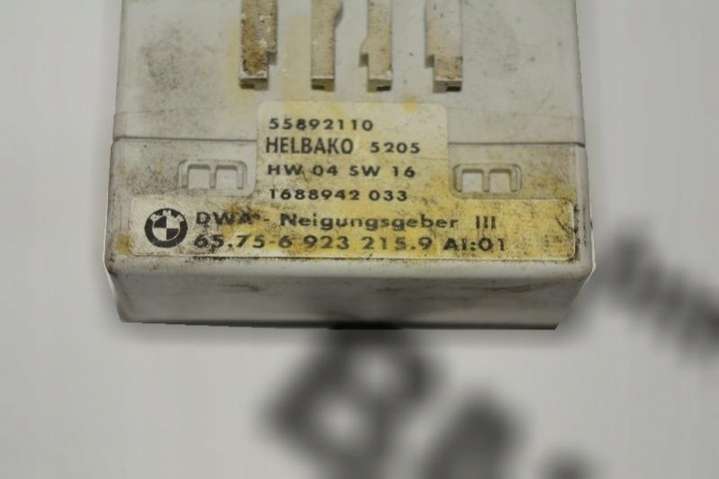 55892110
HELBAKO 5205
HW 04 SW 16
1688942 033
DWA - Neigungsgeber III
65.75-6 923 215.9 AI:01